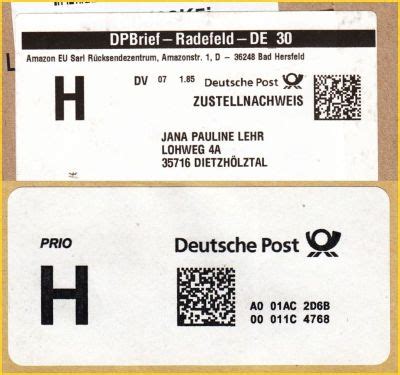 DPBrief – Radefeld – DE 30
Amazon EU Sarl Rücksendezentrum, Amazonstr. 1, D – 36248 Bad Hersfeld
H
DV 07 1.85 Deutsche Post
ZUSTELLNACHWEIS
JANA PAULINE LEHR
LOHWEG 4A
35716 DIETZHÖLZTAL
PRIO
Deutsche Post
H
A0 01AC 2D6B
00 011C 4768